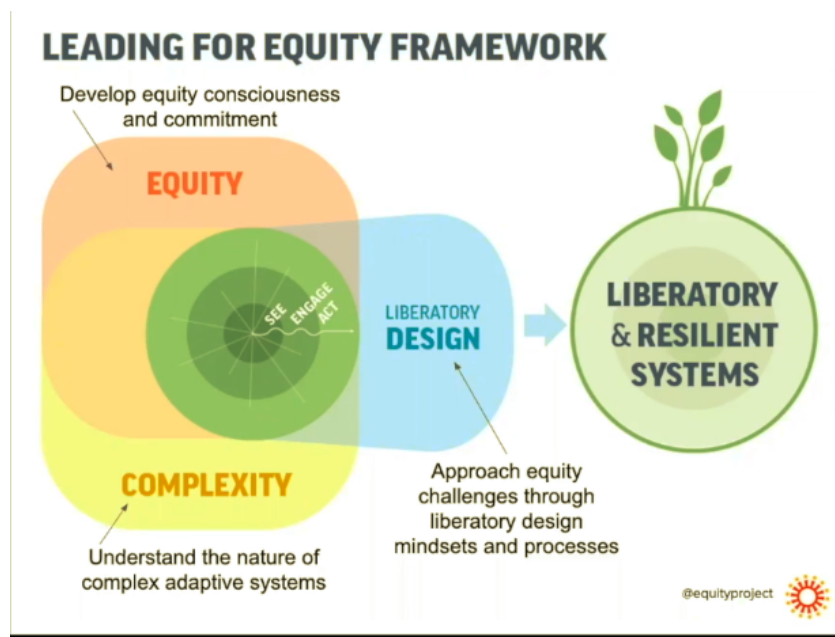 LEADING FOR EQUITY FRAMEWORK
Develop equity consciousness
and commitment
EQUITY
SEE
ENGAGE
ACT
LIBERATORY
DESIGN
COMPLEXITY
Understand the nature of
complex adaptive systems
Approach equity
challenges through
liberatory design
mindsets and processes
LIBERATORY
& RESILIENT
SYSTEMS
@equityproject